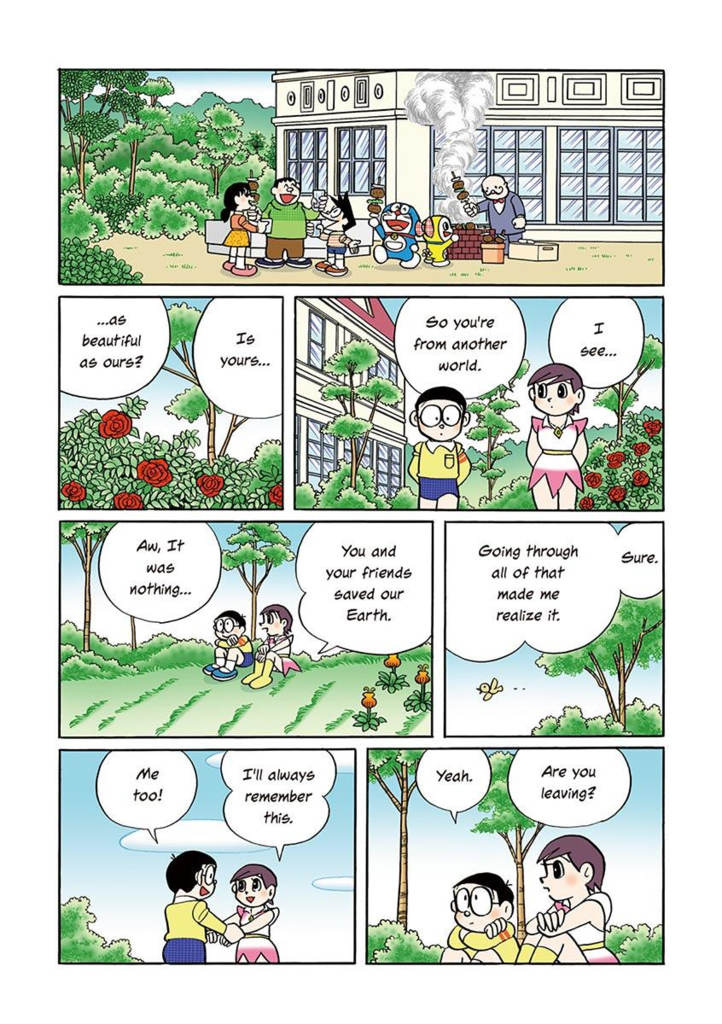 I
see...
So you're
from another
world.
Is
yours...
...as
beautiful
as ours?
Sure.
Going through
all of that
made me
realize it.
You and
your friends
saved our
Earth.
Aw, It
was
nothing...
Are you
leaving?
Yeah.
I'll always
remember
this.
Me
too!